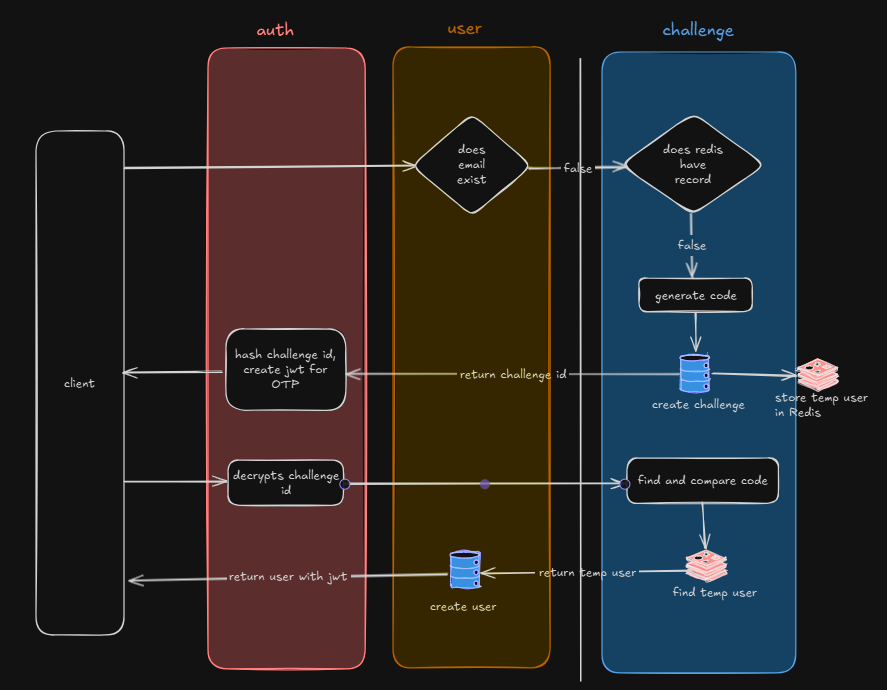 auth
user
challenge
does
email
exist
false
does redis
have
record
false
generate code
hash challenge id,
create jwt for
OTP
client
return challenge id
create challenge
store temp user
in Redis
decrypts challenge
id
find and compare code
return user with jwt
return temp user
create user
find temp user